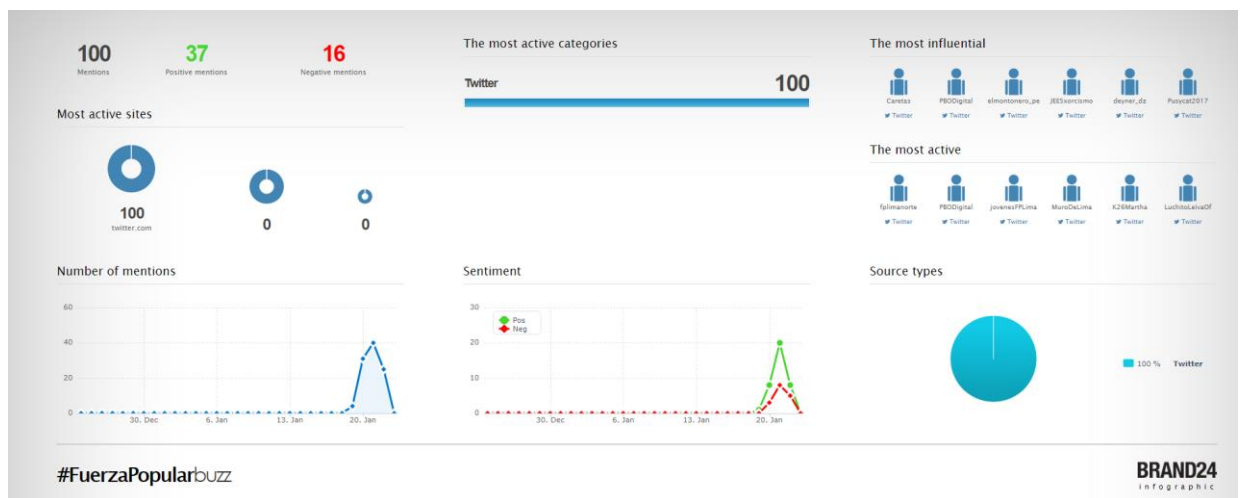 100
Mentions
37
Positive mentions
16
Negative mentions
Most active sites
100
twitter.com
0
0
The most active categories
Twitter 100
The most influential
Caretas PBODigital elmontonero_pe JEESxorcismo deyner_dz Pusycat2017
Twitter Twitter Twitter Twitter Twitter Twitter
The most active
fplimanorte PBODigital jovenesFPLima MuroDeLima K26Martha LuchitoLeivaOf
Twitter Twitter Twitter Twitter Twitter Twitter
Number of mentions
60
40
20
0
30. Dec 6. Jan 13. Jan 20. Jan
Sentiment
30
20
10
0
Pos
Neg
30. Dec 6. Jan 13. Jan 20. Jan
Source types
100 % Twitter
#FuerzaPopularbuzz
BRAND24
infographic